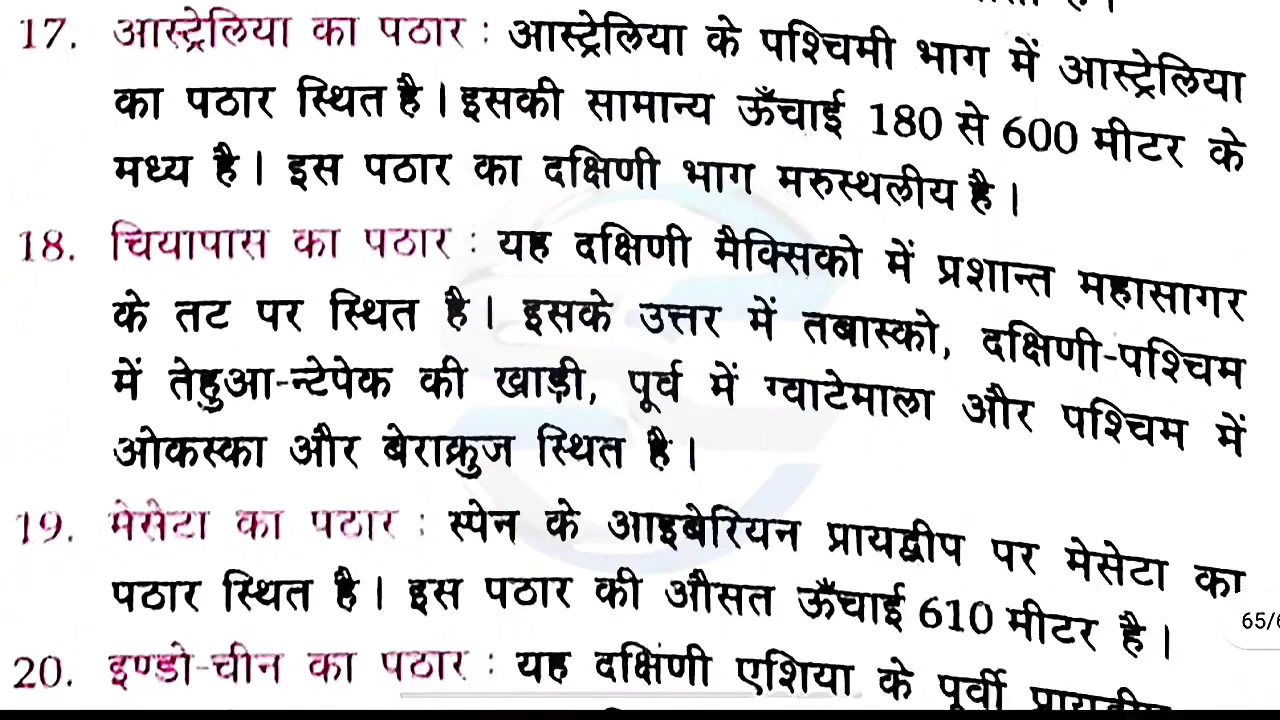 17. आस्ट्रेलिया का पठार : आस्ट्रेलिया के पश्चिमी भाग में आस्ट्रेलिया
का पठार स्थित है। इसकी सामान्य ऊँचाई 180 से 600 मीटर के
मध्य है। इस पठार का दक्षिणी भाग मरुस्थलीय है।
18. चियापास का पठार : यह दक्षिणी मैक्सिको में प्रशान्त महासागर
के तट पर स्थित है। इसके उत्तर में तबास्को, दक्षिणी-पश्चिम
में तेहुआ-न्टेपेक की खाड़ी, पूर्व में ग्वाटेमाला और पश्चिम में
ओकस्का और बेराक्रुज स्थित है।
19. मेसेटा का पठार : स्पेन के आइबेरियन प्रायद्वीप पर मेसेटा का
पठार स्थित है। इस पठार की औसत ऊँचाई 610 मीटर है।
65/6
20. इण्डो-चीन का पठार : यह दक्षिणी एशिया के पूर्वी